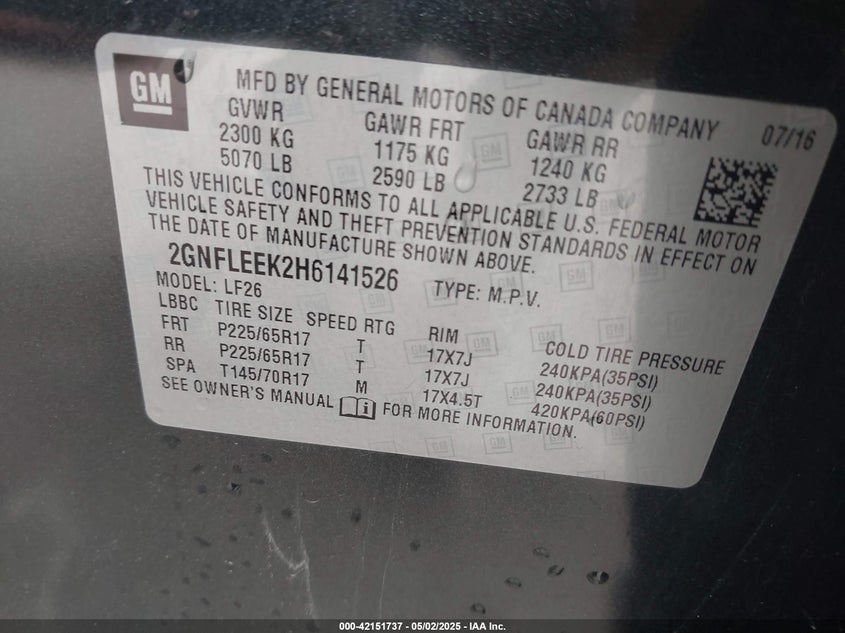 GM
MFD BY GENERAL MOTORS OF CANADA COMPANY 07/16
GVWR GAWR FRT GAWR RR
2300 KG 1175 KG 1240 KG
5070 LB 2590 LB 2733 LB
THIS VEHICLE CONFORMS TO ALL APPLICABLE U.S. FEDERAL MOTOR
VEHICLE SAFETY AND THEFT PREVENTION STANDARDS IN EFFECT ON
THE DATE OF MANUFACTURE SHOWN ABOVE.
2GNFLEEK2H6141526 TYPE: M.P.V.
MODEL: LF26
LBBC TIRE SIZE SPEED RTG RIM COLD TIRE PRESSURE
FRT P225/65R17 T 17X7J 240KPA(35PSI)
RR P225/65R17 T 17X7J 240KPA(35PSI)
SPA T145/70R17 M 17X4.5T 420KPA(60PSI)
SEE OWNER'S MANUAL FOR MORE INFORMATION.
000-42151737 - 05/02/2025 - IAA Inc.